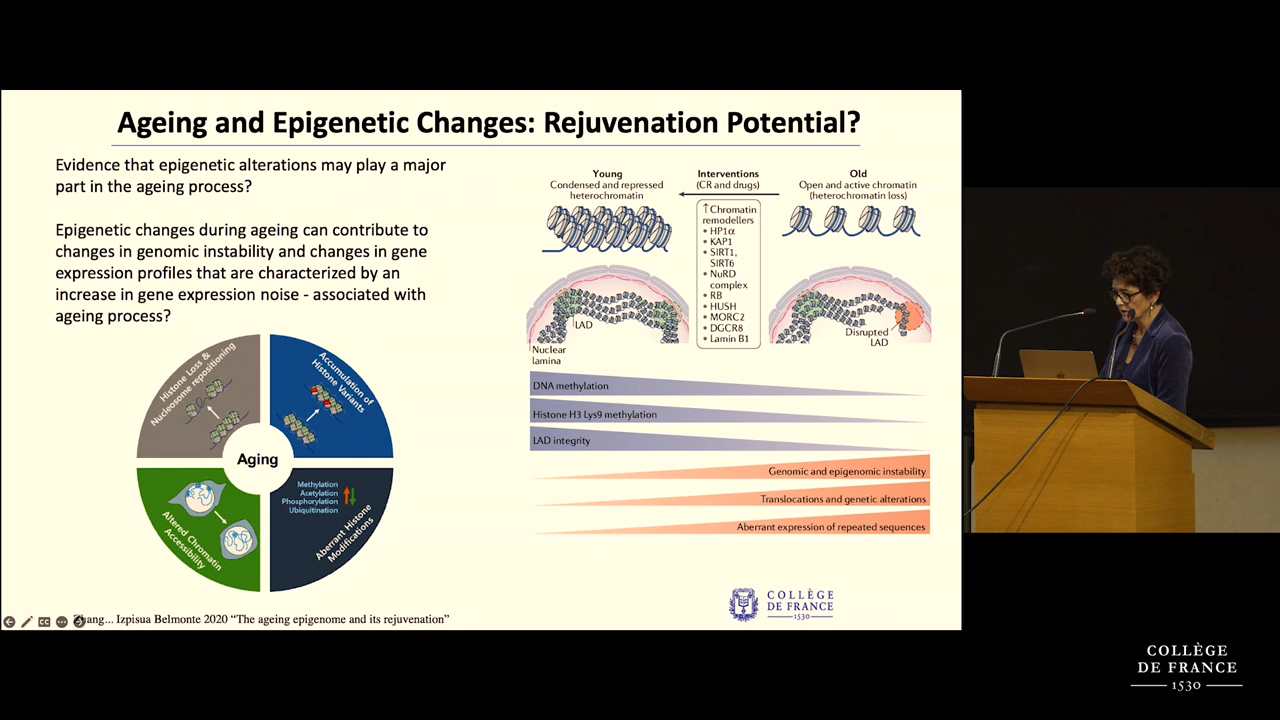 Ageing and Epigenetic Changes: Rejuvenation Potential?
Evidence that epigenetic alterations may play a major
part in the ageing process?
Epigenetic changes during ageing can contribute to
changes in genomic instability and changes in gene
expression profiles that are characterized by an
increase in gene expression noise - associated with
ageing process?
Histone Loss &
Nucleosome repositioning
Accumulation of
Histone Variants
Aging
Altered Chromatin
Accessibility
Methylation
Acetylation
Phosphorylation
Ubiquitination
Aberrant Histone
Modifications
Young
Condensed and repressed
heterochromatin
Interventions
(CR and drugs)
Old
Open and active chromatin
(heterochromatin loss)
↑Chromatin
remodellers
• HP1α
• KAP1
• SIRT1,
SIRT6
• NuRD
complex
• RB
• HUSH
• MORC2
• DGCR8
• Lamin B1
LAD
Nuclear
lamina
Disrupted
LAD
DNA methylation
Histone H3 Lys9 methylation
LAD integrity
Genomic and epigenomic instability
Translocations and genetic alterations
Aberrant expression of repeated sequences
Zhang... Izpisua Belmonte 2020 “The ageing epigenome and its rejuvenation”
CC
COLLÈGE
DE FRANCE
1530
COLLÈGE
DE FRANCE
1530